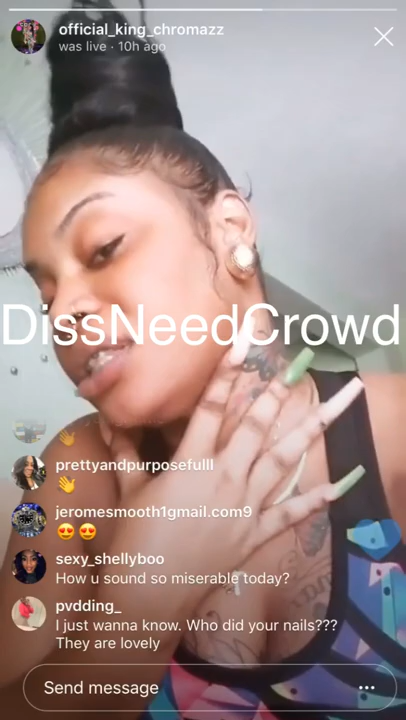 official_king_chromazz
was live · 10h ago
DissNeedCrowd
👋
prettyandpurposefulll
👋
jeromesmooth1gmail.com9
😍😍
sexy_shellyboo
How u sound so miserable today?
pvdding_
I just wanna know. Who did your nails???
They are lovely
Send message